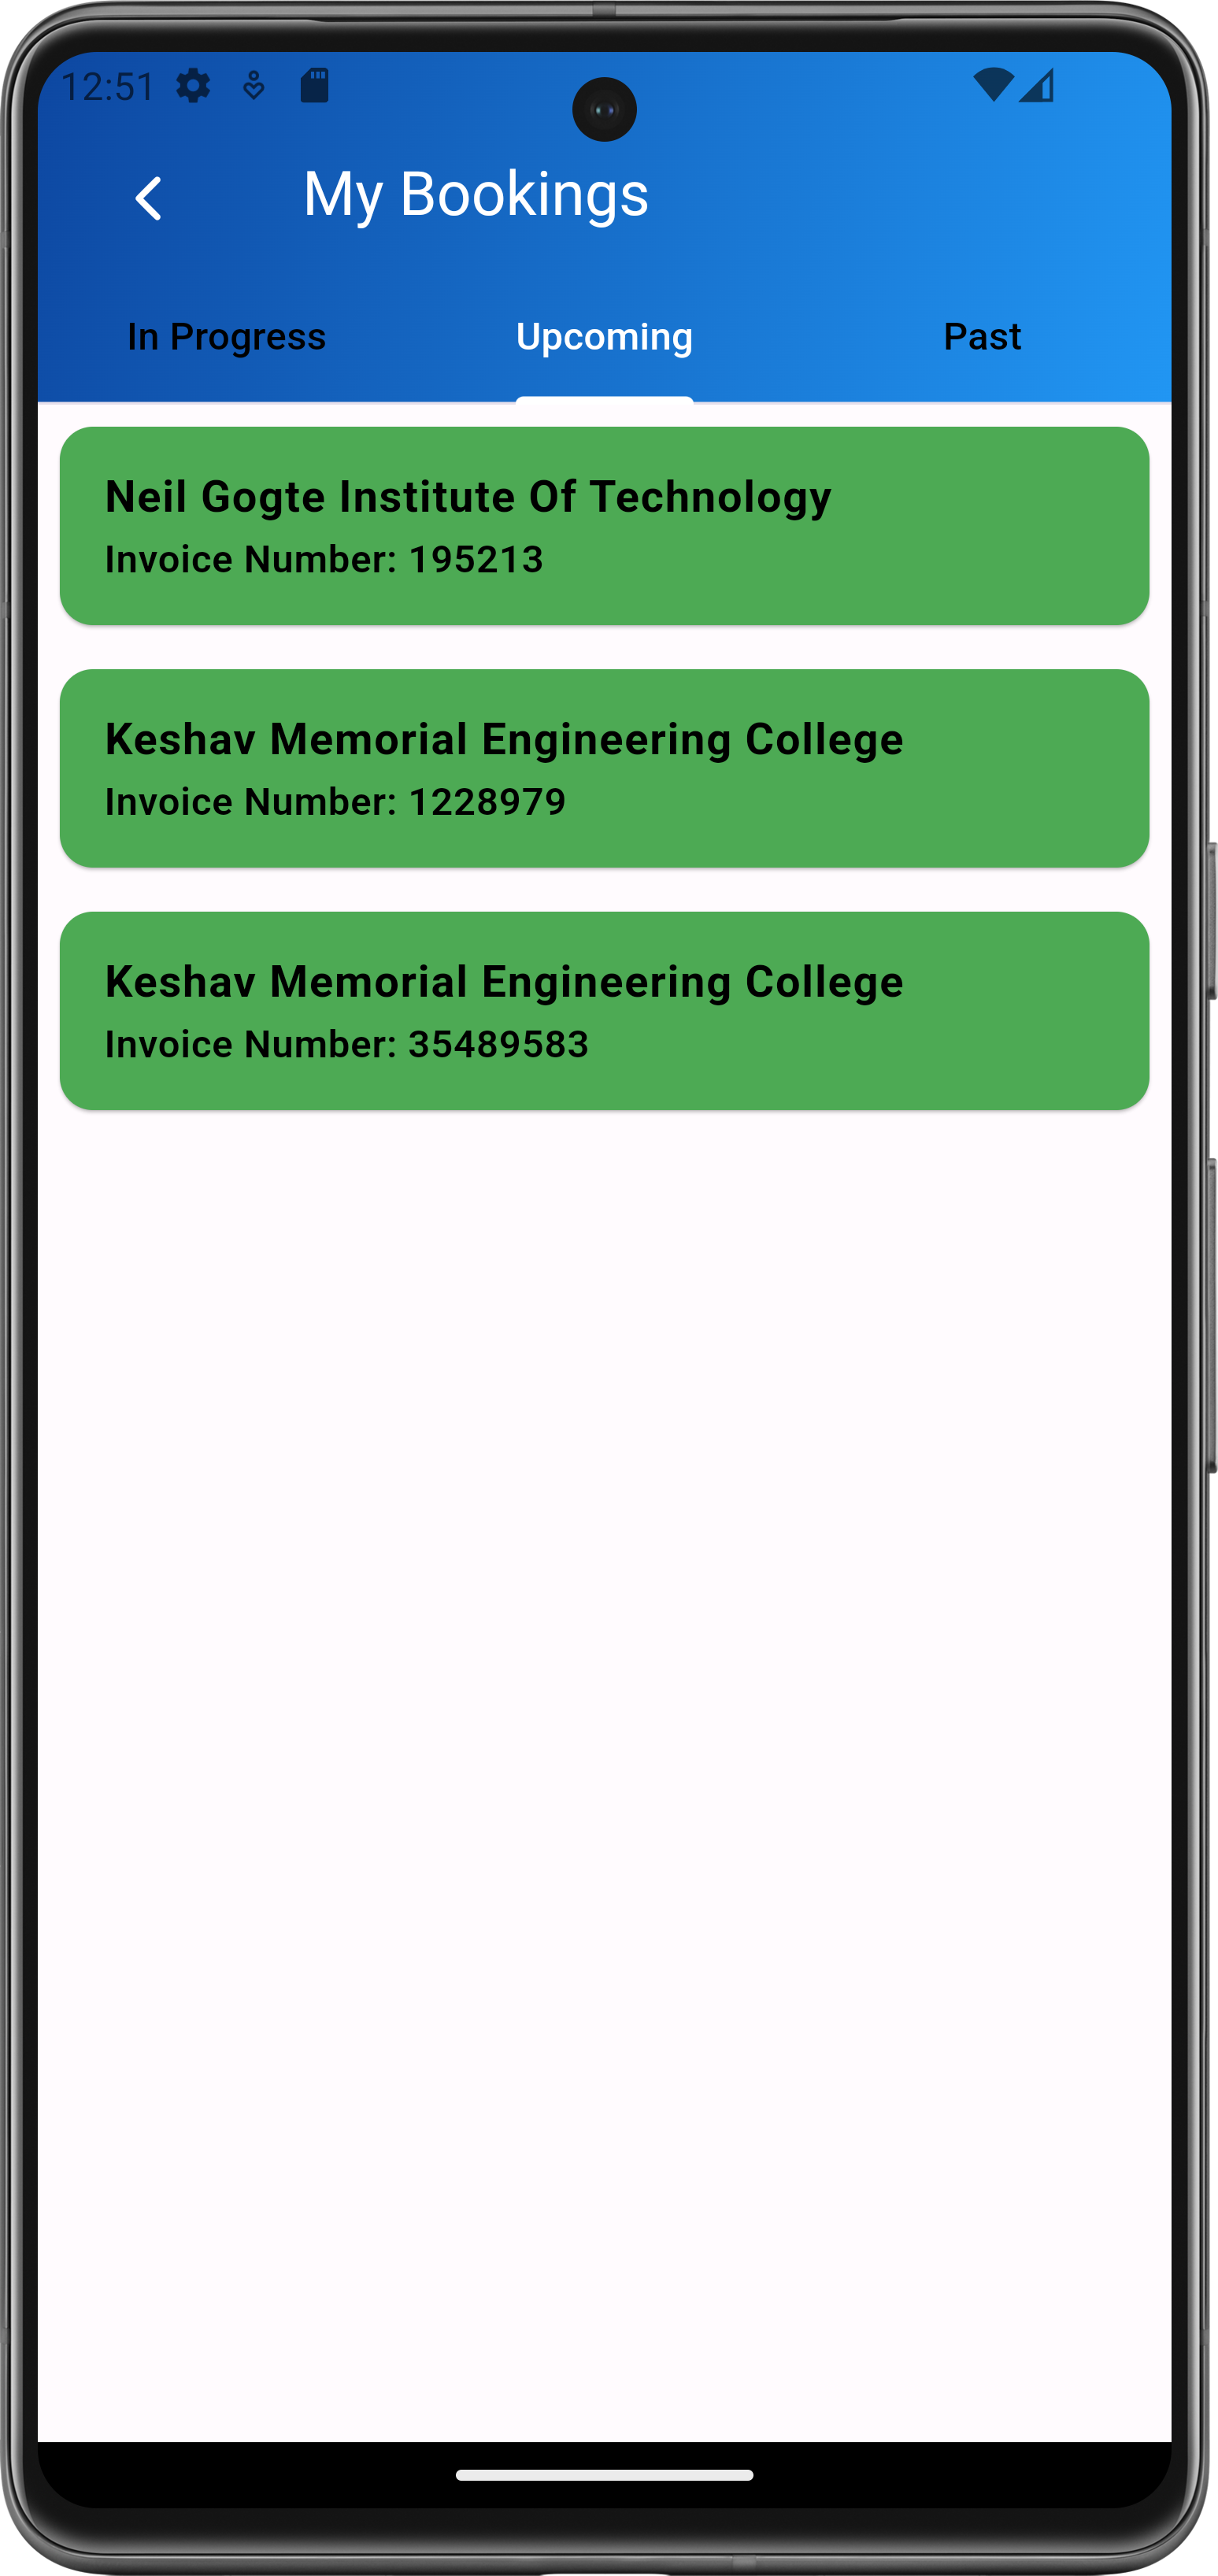 12:51
My Bookings
In Progress Upcoming Past
Neil Gogte Institute Of Technology
Invoice Number: 195213
Keshav Memorial Engineering College
Invoice Number: 1228979
Keshav Memorial Engineering College
Invoice Number: 35489583